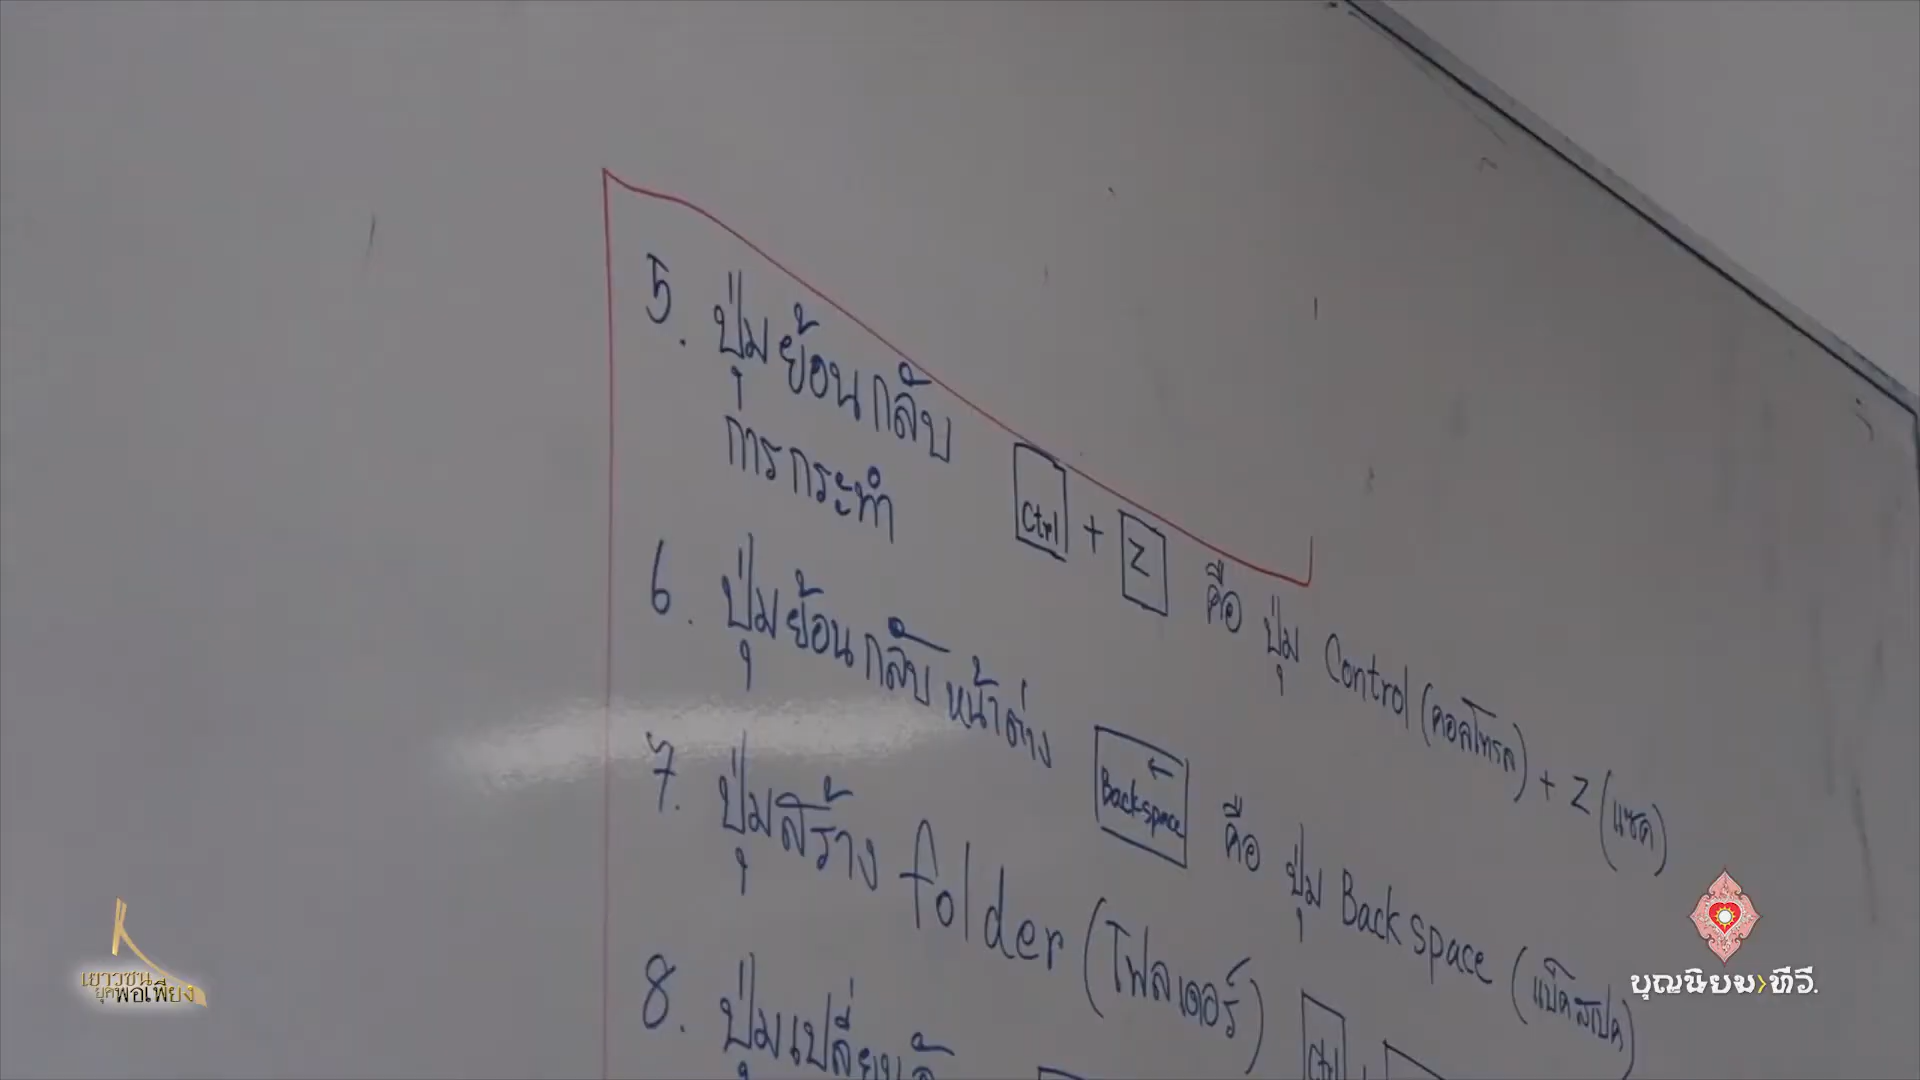 5. ปุ่มย้อนกลับ
การกระทำ
Ctrl + Z คือ ปุ่ม Control (คอลโทรล) + Z (แซด)
6. ปุ่มย้อนกลับหน้าต่าง
Backspace คือ ปุ่ม Backspace (แบ็คสเปค)
7. ปุ่มสร้าง folder (โฟลเดอร์) Ctrl +
8. ปุ่มเปลี่ยน
เยาวชน
ยุคพอเพียง
บุญนิยมทีวี.